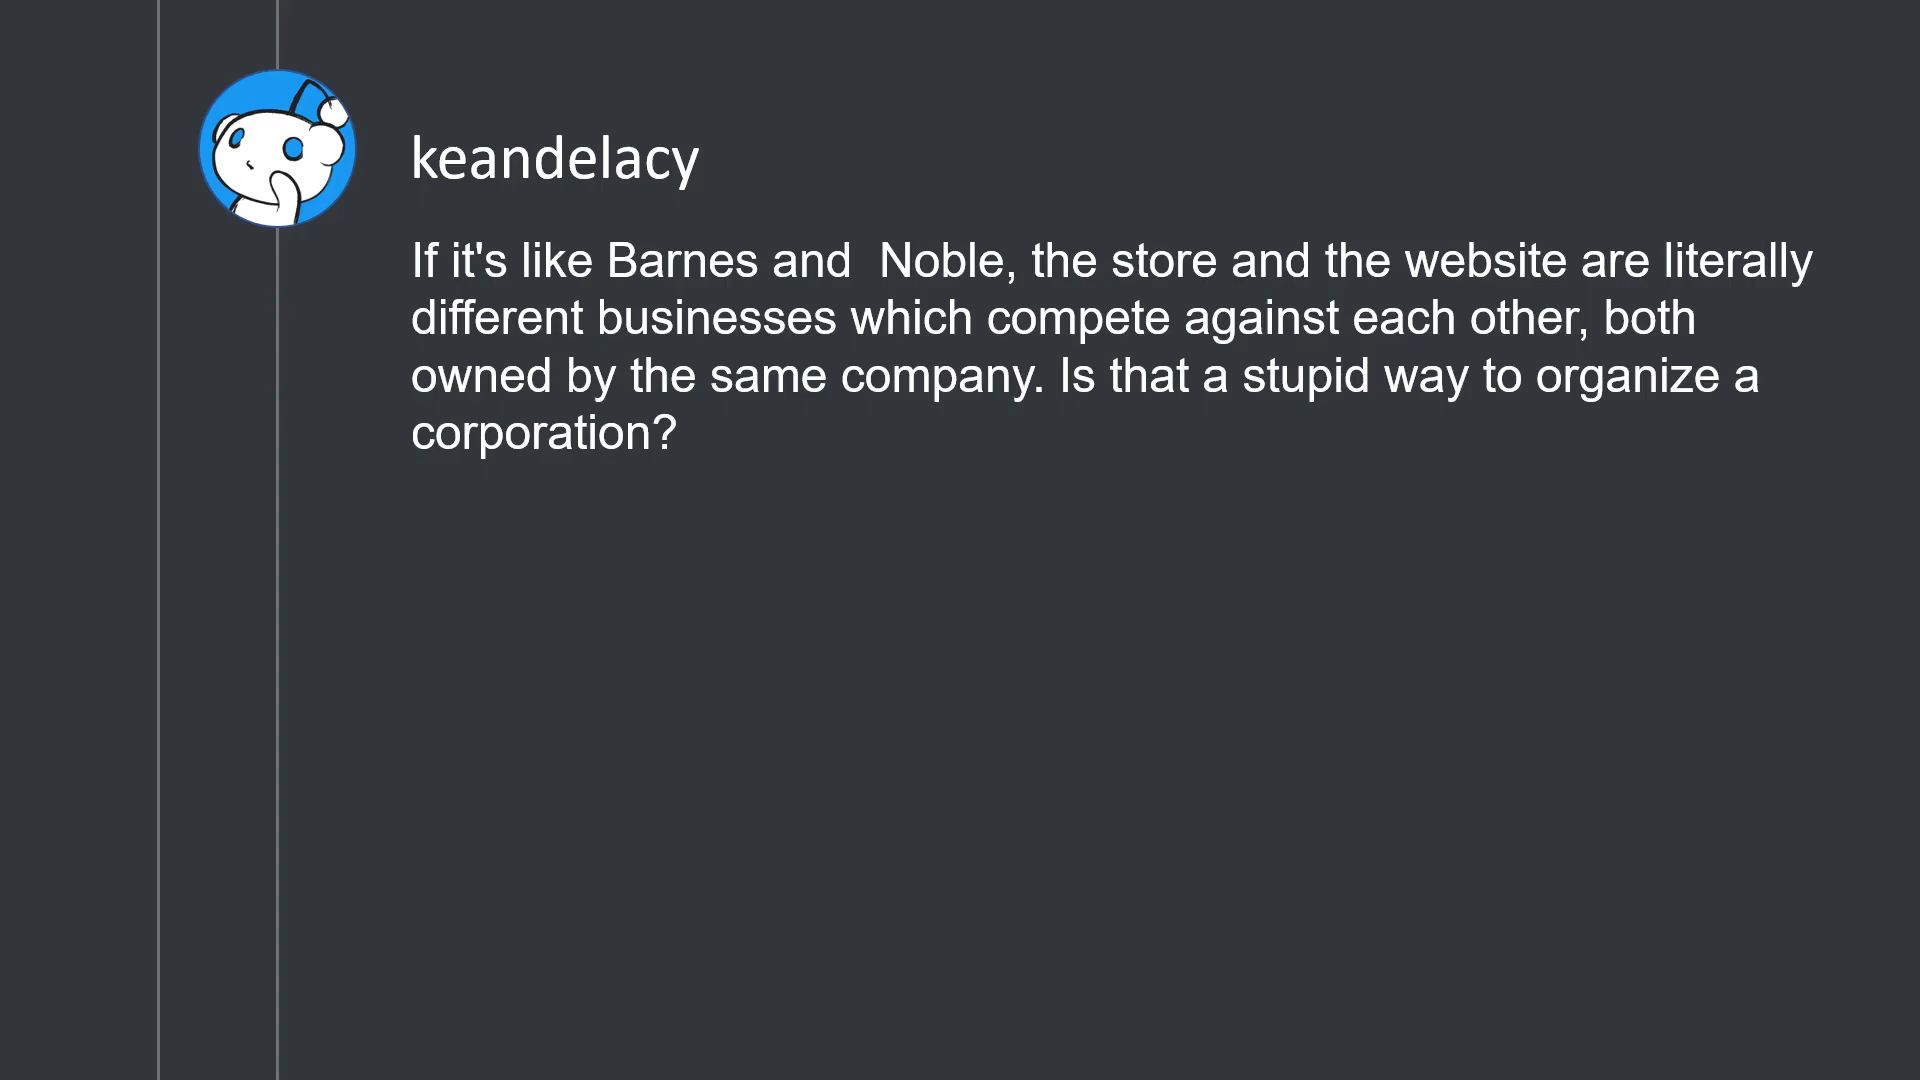 keandelacy
If it's like Barnes and  Noble, the store and the website are literally
different businesses which compete against each other, both
owned by the same company. Is that a stupid way to organize a
corporation?